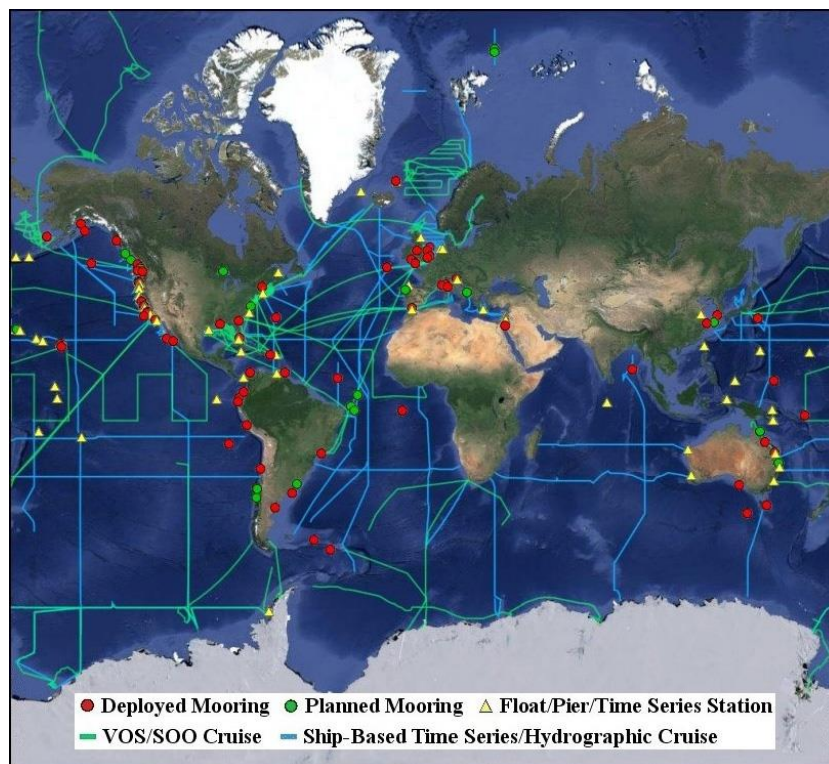 Deployed Mooring Planned Mooring Float/Pier/Time Series Station
VOS/SOO Cruise Ship-Based Time Series/Hydrographic Cruise